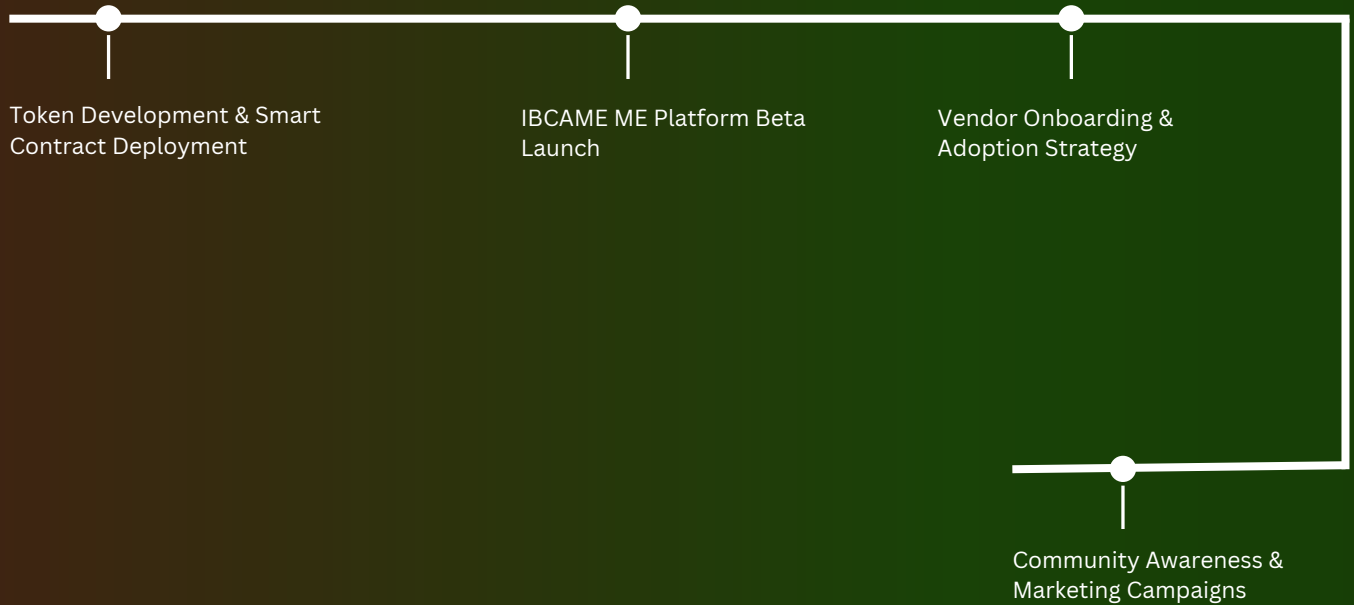 Token Development & Smart
Contract Deployment
IBCAME ME Platform Beta
Launch
Vendor Onboarding &
Adoption Strategy
Community Awareness &
Marketing Campaigns